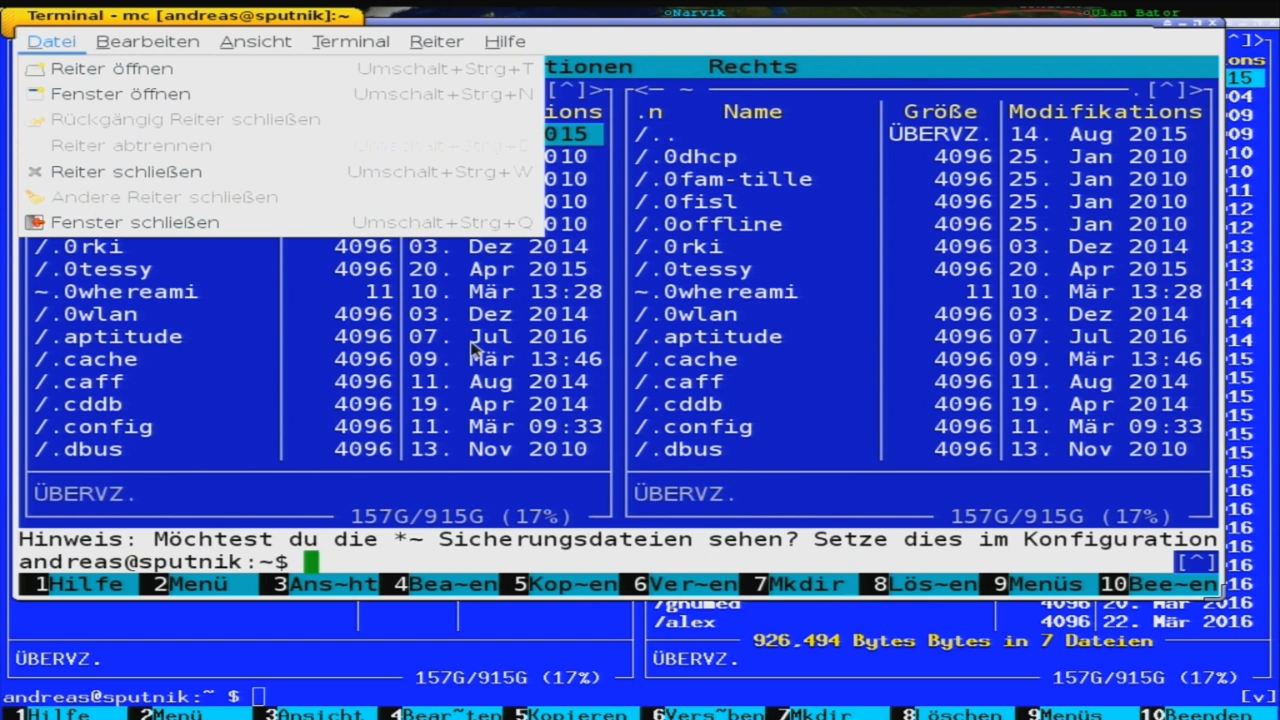 Narvik
Ulan Bator
Terminal - mc [andreas@sputnik]:~
Datei Bearbeiten Ansicht Terminal Reiter Hilfe
Reiter öffnen Umschalt+Strg+T
Fenster öffnen Umschalt+Strg+N
Rückgängig Reiter schließen
Reiter abtrennen Umschalt+Strg+D
Reiter schließen Umschalt+Strg+W
Andere Reiter schließen
Fenster schließen Umschalt+Strg+Q
tionen Rechts
[^]>
<─ ~ .[^]>
ions
.n Name Größe Modifikations
015 /.. ÜBERVZ. 14. Aug 2015
010 /.0dhcp 4096 25. Jan 2010
010 /.0fam-tille 4096 25. Jan 2010
010 /.0fisl 4096 25. Jan 2010
010 /.0offline 4096 25. Jan 2010
/.0rki 4096 03. Dez 2014 /.0rki 4096 03. Dez 2014
/.0tessy 4096 20. Apr 2015 /.0tessy 4096 20. Apr 2015
~.0whereami 11 10. Mär 13:28 ~.0whereami 11 10. Mär 13:28
/.0wlan 4096 03. Dez 2014 /.0wlan 4096 03. Dez 2014
/.aptitude 4096 07. Jul 2016 /.aptitude 4096 07. Jul 2016
/.cache 4096 09. Mär 13:46 /.cache 4096 09. Mär 13:46
/.caff 4096 11. Aug 2014 /.caff 4096 11. Aug 2014
/.cddb 4096 19. Apr 2014 /.cddb 4096 19. Apr 2014
/.config 4096 11. Mär 09:33 /.config 4096 11. Mär 09:33
/.dbus 4096 13. Nov 2010 /.dbus 4096 13. Nov 2010
ÜBERVZ. ÜBERVZ.
157G/915G (17%) 157G/915G (17%)
Hinweis: Möchtest du die *~ Sicherungsdateien sehen? Setze dies im Konfiguration
andreas@sputnik:~$ [^]
1Hilfe 2Menü 3Ans~ht 4Bea~en 5Kop~en 6Ver~en 7Mkdir 8Lös~en 9Menüs 10Bee~en
/gnumed 4096 20. Mär 2016
/alex 4096 22. Mär 2016
926,494 Bytes Bytes in 7 Dateien
ÜBERVZ. ÜBERVZ.
157G/915G (17%) 157G/915G (17%)
andreas@sputnik:~ $ [v]
1Hilfe 2Menü 3Ansicht 4Bear~ten 5Kopieren 6Vers~ben 7Mkdir 8Löschen 9Menüs 10Beenden